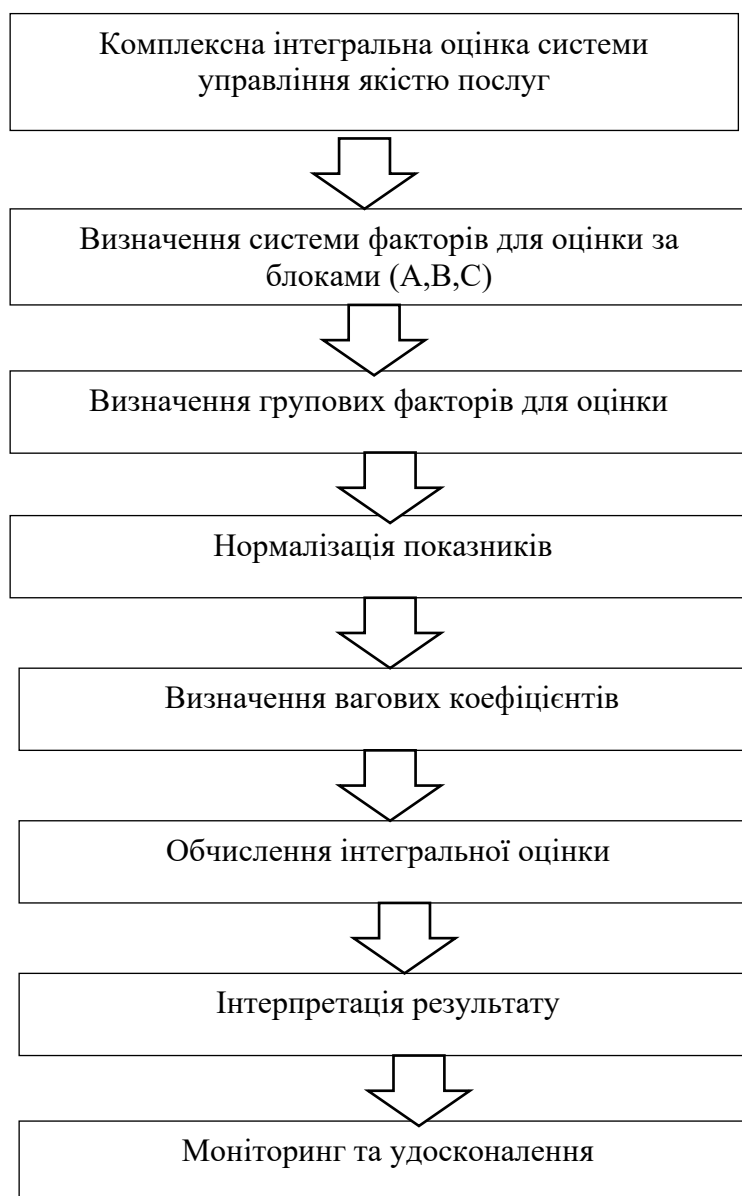 Комплексна інтегральна оцінка системи
управління якістю послуг
Визначення системи факторів для оцінки за
блоками (А,В,С)
Визначення групових факторів для оцінки
Нормалізація показників
Визначення вагових коефіцієнтів
Обчислення інтегральної оцінки
Інтерпретація результату
Моніторинг та удосконалення